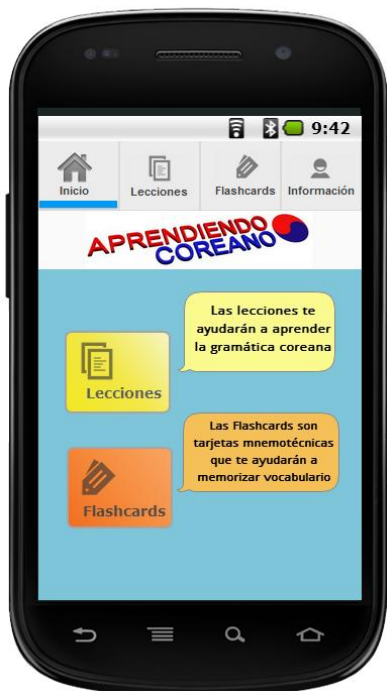 9:42
Inicio Lecciones Flashcards Información
APRENDIENDO
COREANO
Las lecciones te
ayudarán a aprender
la gramática coreana
Lecciones
Las Flashcards son
tarjetas mnemotécnicas
que te ayudarán a
memorizar vocabulario
Flashcards